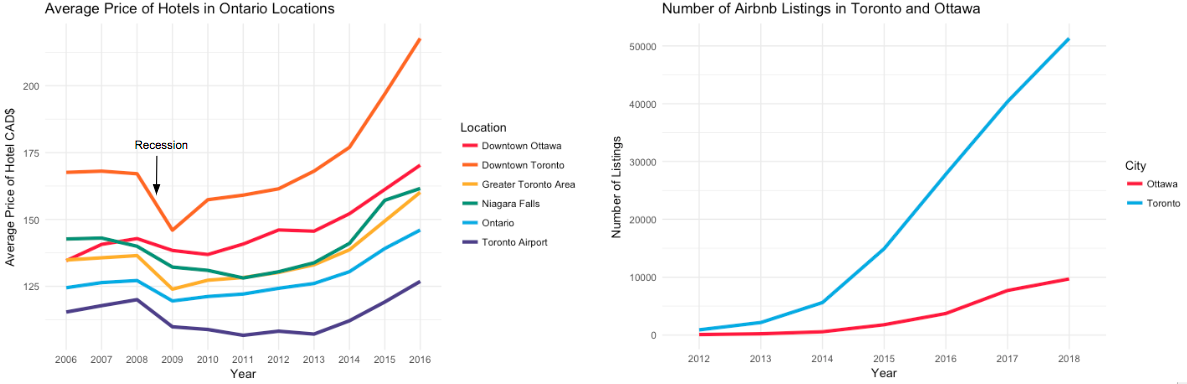 Average Price of Hotels in Ontario Locations
Average Price of Hotel CAD$
200
175
150
125
Recession
2006 2007 2008 2009 2010 2011 2012 2013 2014 2015 2016
Year
Location
Downtown Ottawa
Downtown Toronto
Greater Toronto Area
Niagara Falls
Ontario
Toronto Airport
Number of Airbnb Listings in Toronto and Ottawa
Number of Listings
50000
40000
30000
20000
10000
0
2012 2013 2014 2015 2016 2017 2018
Year
City
Ottawa
Toronto